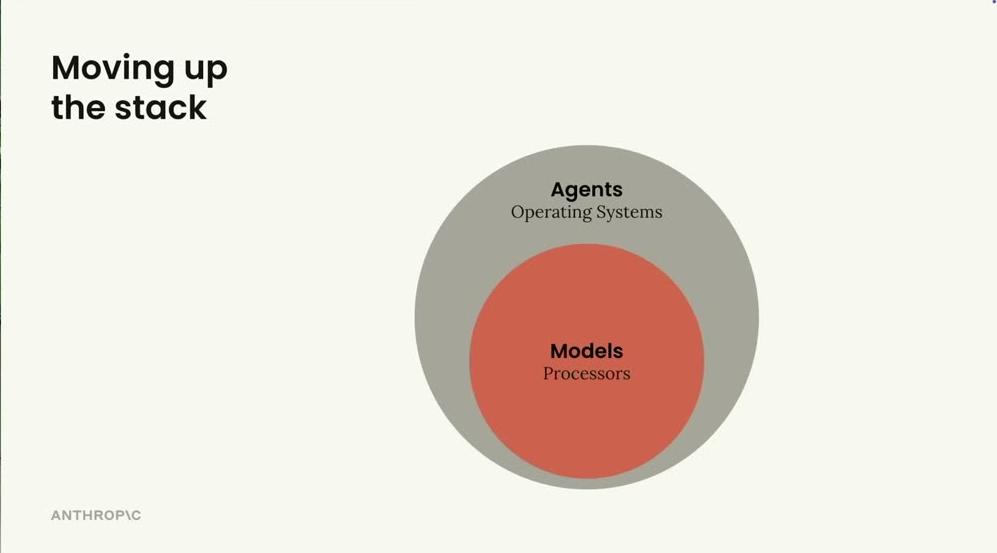 Moving up
the stack
Agents
Operating Systems
Models
Processors
ANTHROP\C